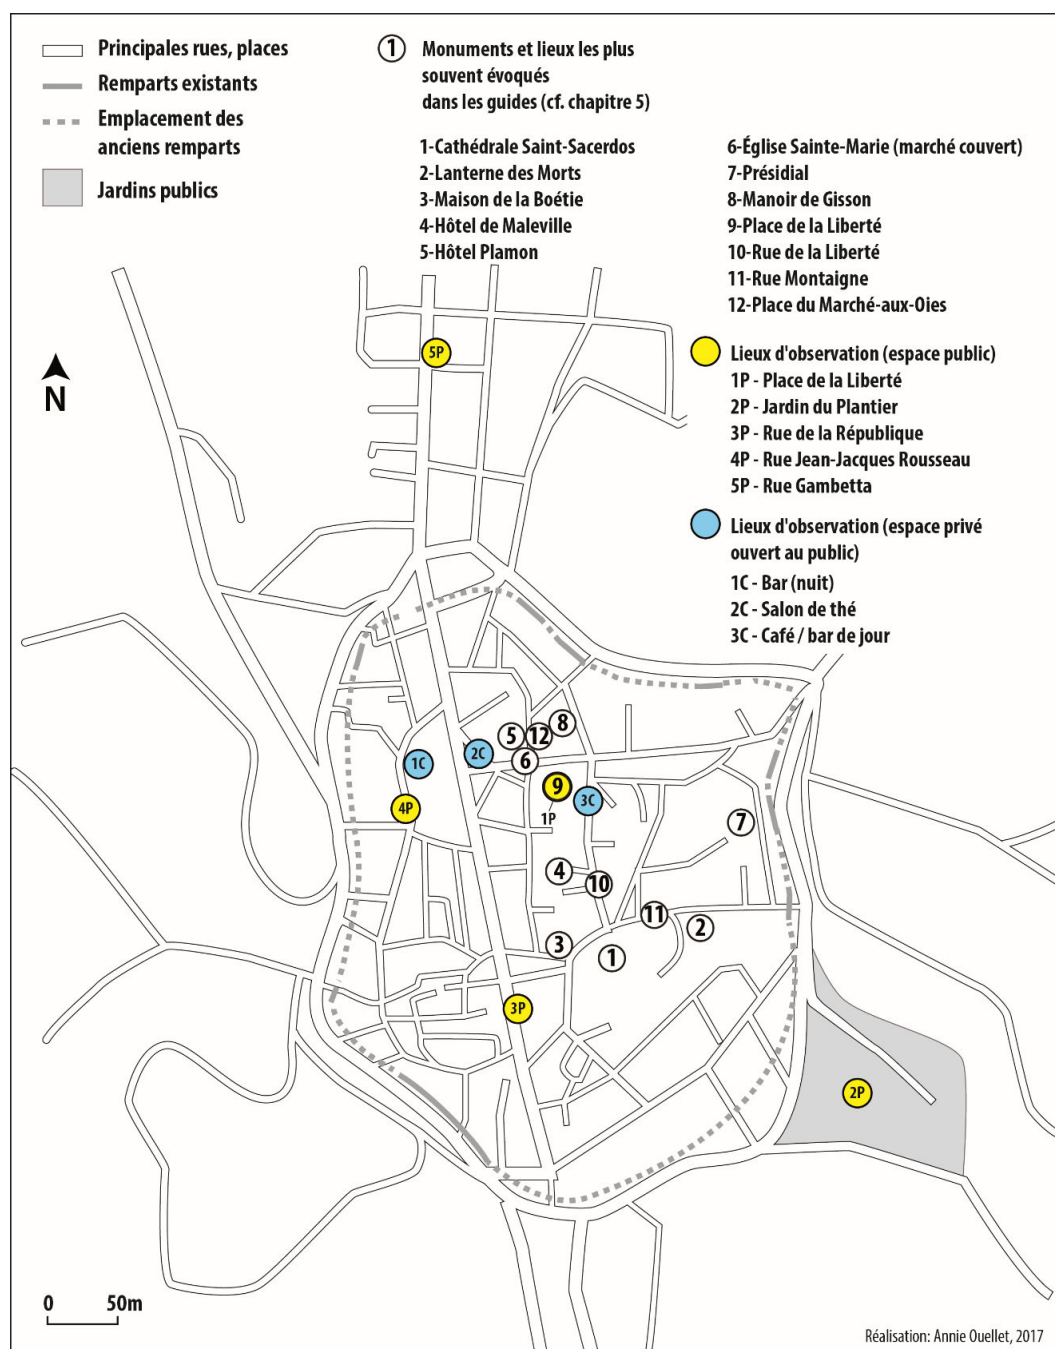 Principales rues, places
Remparts existants
Emplacement des
anciens remparts
Jardins publics
1 Monuments et lieux les plus
souvent évoqués
dans les guides (cf. chapitre 5)
1-Cathédrale Saint-Sacerdos
2-Lanterne des Morts
3-Maison de la Boétie
4-Hôtel de Maleville
5-Hôtel Plamon
6-Église Sainte-Marie (marché couvert)
7-Présidial
8-Manoir de Gisson
9-Place de la Liberté
10-Rue de la Liberté
11-Rue Montaigne
12-Place du Marché-aux-Oies
Lieux d'observation (espace public)
1P - Place de la Liberté
2P - Jardin du Plantier
3P - Rue de la République
4P - Rue Jean-Jacques Rousseau
5P - Rue Gambetta
Lieux d'observation (espace privé
ouvert au public)
1C - Bar (nuit)
2C - Salon de thé
3C - Café / bar de jour
N
5P
8
5
12
2C
6
1C
9
3C
4P
1P
7
4
10
11
2
3
1
3P
2P
0 50m
Réalisation: Annie Ouellet, 2017